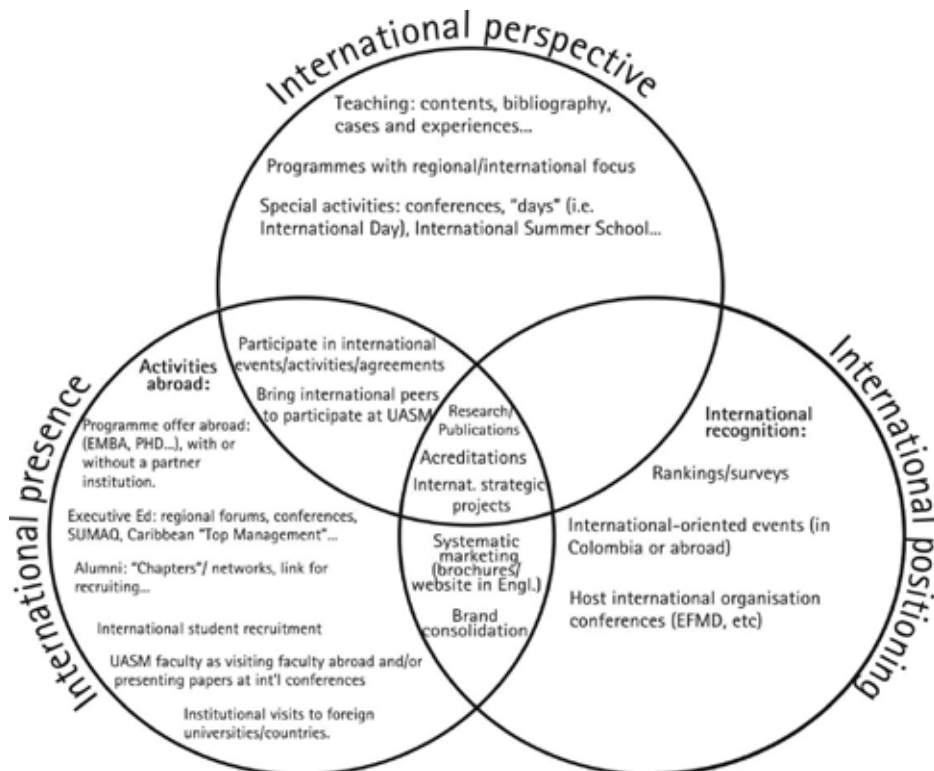 International perspective
Teaching: contents, bibliography,
cases and experiences...
Programmes with regional/international focus
Special activities: conferences, "days" (i.e.
International Day), International Summer School...
International presence
Activities
abroad:
Programme offer abroad:
(EMBA, PHD...), with or
without a partner
institution.
Executive Ed: regional forums, conferences,
SUMAQ, Caribbean "Top Management"...
Alumni: "Chapters"/ networks, link for
recruiting...
International student recruitment
UASM faculty as visiting faculty abroad and/or
presenting papers at int'l conferences
Institutional visits to foreign
universities/countries.
Participate in international
events/activities/agreements
Bring international peers
to participate at UASM
Research/
Publications
Acreditations
Internat. strategic
projects
Systematic
marketing
(brochures/
website in Engl.)
Brand
consolidation
International positioning
International
recognition:
Rankings/surveys
International-oriented events (in
Colombia or abroad)
Host international organisation
conferences (EFMD, etc)